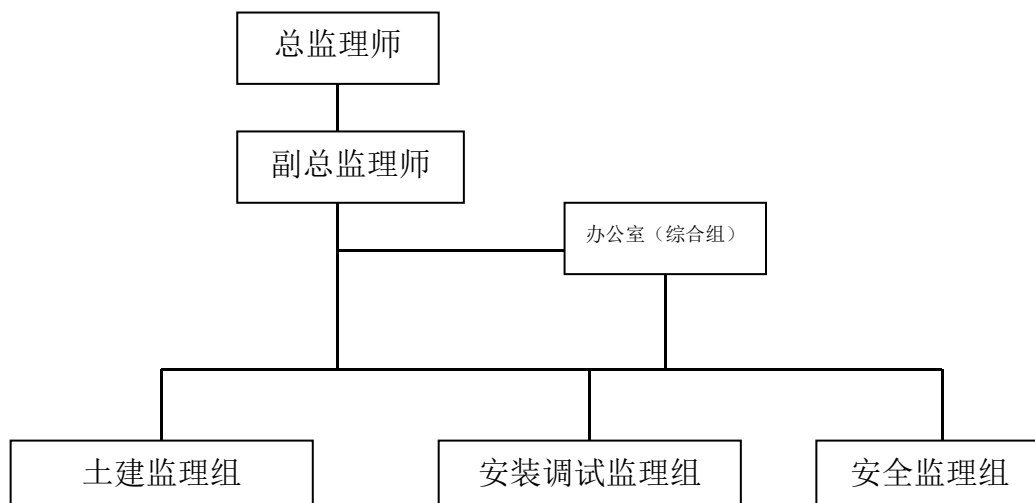 总监理师
副总监理师
办公室（综合组）
土建监理组
安装调试监理组
安全监理组